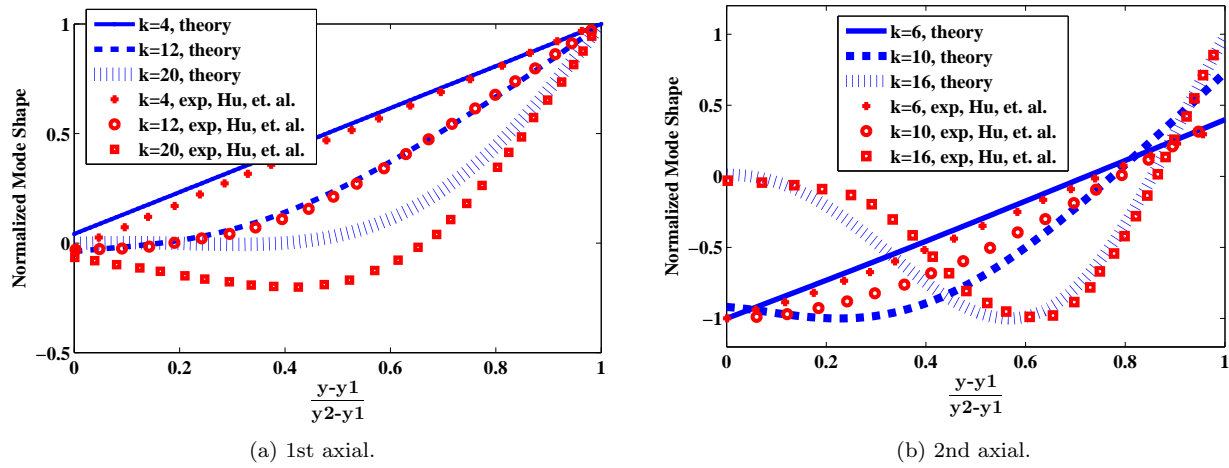 1
0.5
0
−0.5
0
0.2
0.4
0.6
0.8
1
Normalized Mode Shape
y-y1
y2-y1
k=4, theory
k=12, theory
k=20, theory
k=4, exp, Hu, et. al.
k=12, exp, Hu, et. al.
k=20, exp, Hu, et. al.
(a) 1st axial.
1
0.5
0
−0.5
−1
0
0.2
0.4
0.6
0.8
1
Normalized Mode Shape
y-y1
y2-y1
k=6, theory
k=10, theory
k=16, theory
k=6, exp, Hu, et. al.
k=10, exp, Hu, et. al.
k=16, exp, Hu, et. al.
(b) 2nd axial.